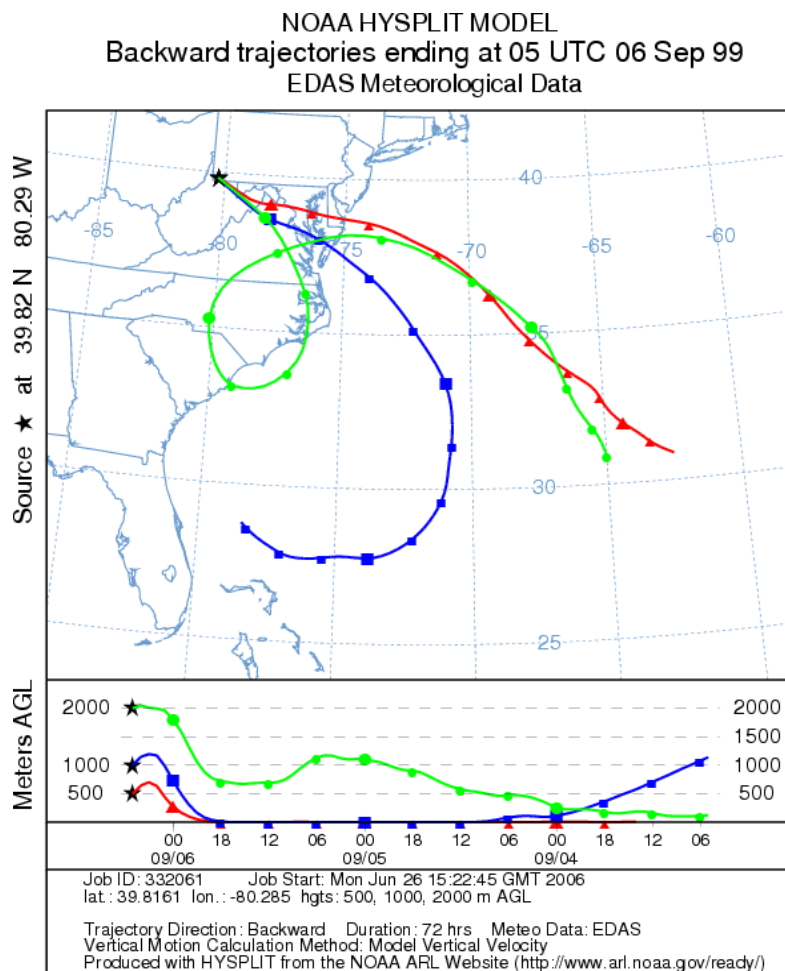 NOAA HYSPLIT MODEL
Backward trajectories ending at 05 UTC 06 Sep 99
EDAS Meteorological Data
Source ★ at 39.82 N 80.29 W
40
-85
-80
-75
-70
-65
-60
35
30
25
Meters AGL
2000 2000
1500
1000 1000
500 500
00 18 12 06 00 18 12 06 00 18 12 06
09/06 09/05 09/04
Job ID: 332061 Job Start: Mon Jun 26 15:22:45 GMT 2006
lat.: 39.8161 lon.: -80.285 hgts: 500, 1000, 2000 m AGL
Trajectory Direction: Backward Duration: 72 hrs Meteo Data: EDAS
Vertical Motion Calculation Method: Model Vertical Velocity
Produced with HYSPLIT from the NOAA ARL Website (http://www.arl.noaa.gov/ready/)